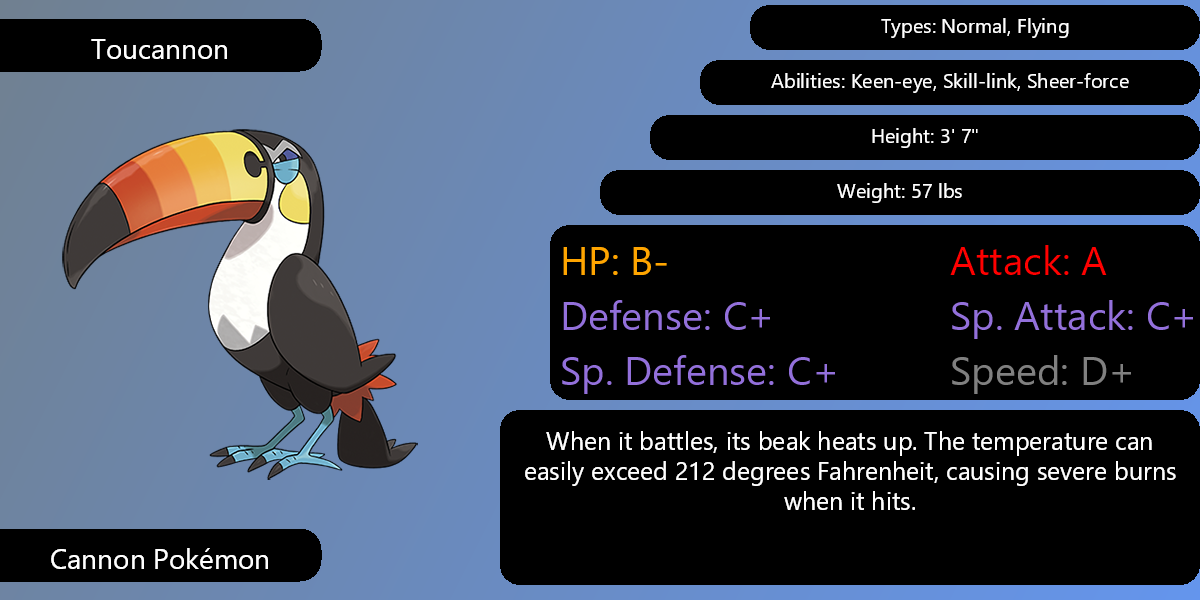 Toucannon
Types: Normal, Flying
Abilities: Keen-eye, Skill-link, Sheer-force
Height: 3' 7"
Weight: 57 lbs
HP: B-
Attack: A
Defense: C+
Sp. Attack: C+
Sp. Defense: C+
Speed: D+
When it battles, its beak heats up. The temperature can
easily exceed 212 degrees Fahrenheit, causing severe burns
when it hits.
Cannon Pokémon